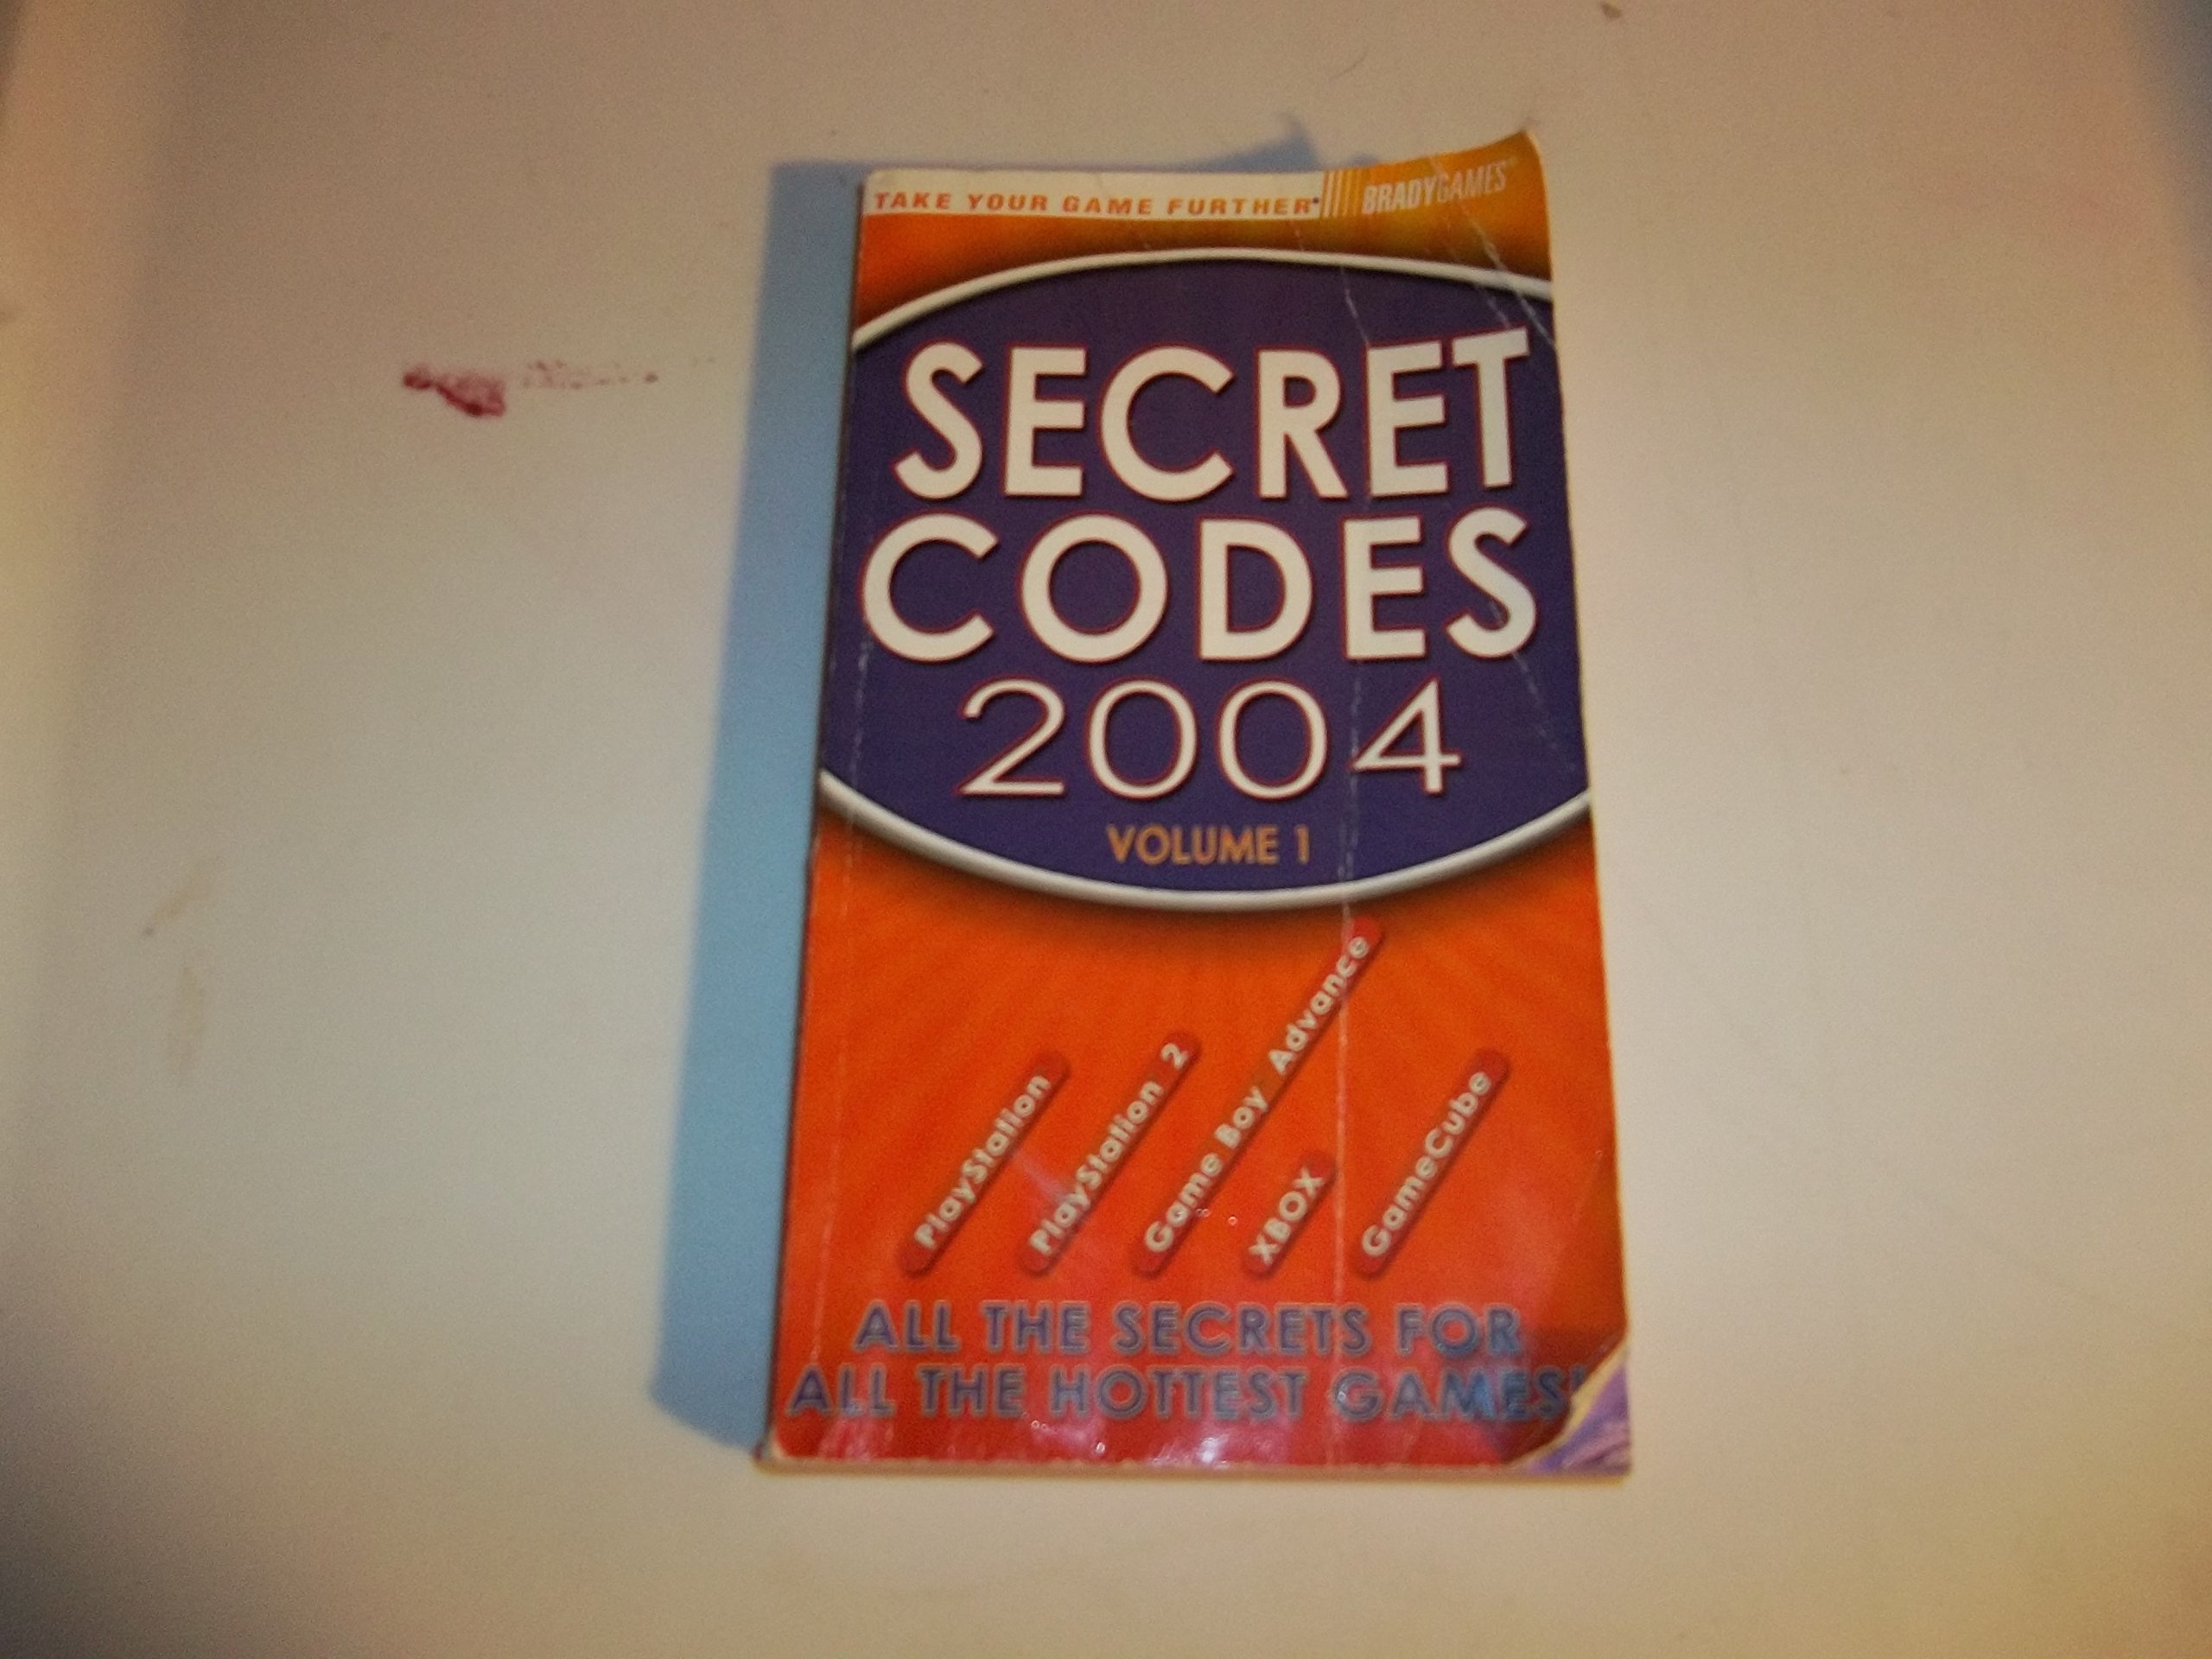 TAKE YOUR GAME FURTHER®
BRADYGAMES®
SECRET
CODES
2004
VOLUME 1
PlayStation
PlayStation 2
Game Boy Advance
XBOX
GameCube
ALL THE SECRETS FOR
ALL THE HOTTEST GAMES!